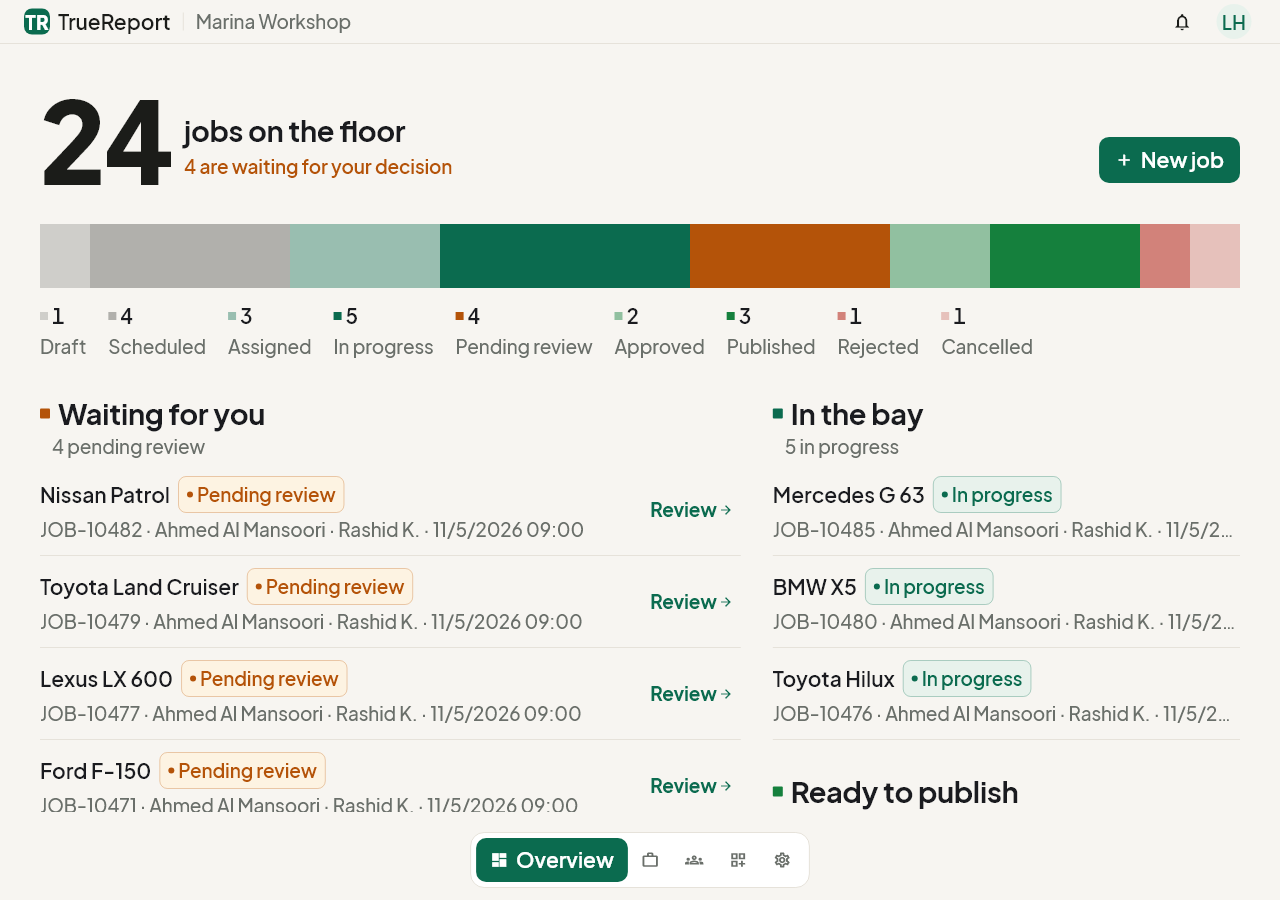 TR TrueReport Marina Workshop LH
24 jobs on the floor
4 are waiting for your decision
+ New job
1 4 3 5 4 2 3 1 1
Draft Scheduled Assigned In progress Pending review Approved Published Rejected Cancelled
Waiting for you
4 pending review
Nissan Patrol • Pending review
JOB-10482 · Ahmed Al Mansoori · Rashid K. · 11/5/2026 09:00
Review →
Toyota Land Cruiser • Pending review
JOB-10479 · Ahmed Al Mansoori · Rashid K. · 11/5/2026 09:00
Review →
Lexus LX 600 • Pending review
JOB-10477 · Ahmed Al Mansoori · Rashid K. · 11/5/2026 09:00
Review →
Ford F-150 • Pending review
JOB-10471 · Ahmed Al Mansoori · Rashid K. · 11/5/2026 09:00
Review →
In the bay
5 in progress
Mercedes G 63 • In progress
JOB-10485 · Ahmed Al Mansoori · Rashid K. · 11/5/2...
BMW X5 • In progress
JOB-10480 · Ahmed Al Mansoori · Rashid K. · 11/5/2...
Toyota Hilux • In progress
JOB-10476 · Ahmed Al Mansoori · Rashid K. · 11/5/2...
Ready to publish
Overview